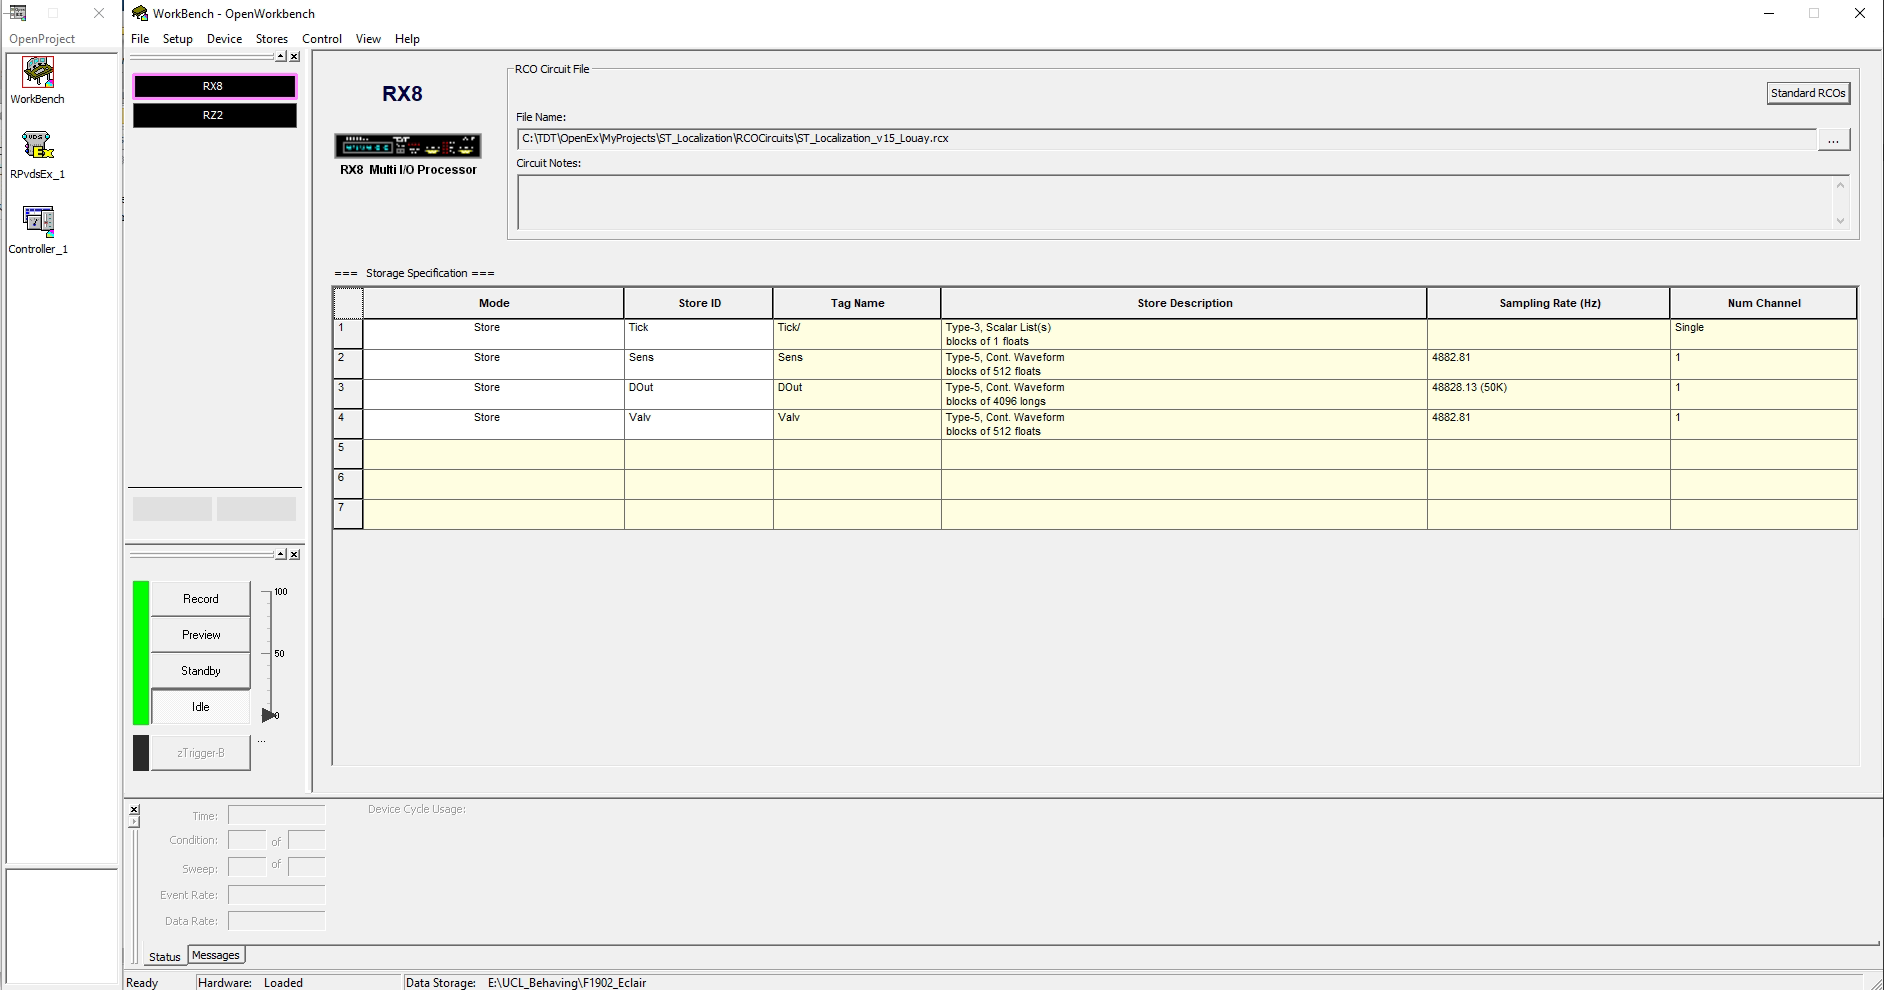 WorkBench - OpenWorkbench
OpenProject
File Setup Device Stores Control View Help
WorkBench
RPvdsEx_1
Controller_1
RX8
RZ2
RX8
RX8 Multi I/O Processor
RCO Circuit File
Standard RCOs
File Name:
C:\TDT\OpenEx\MyProjects\ST_Localization\RCOCircuits\ST_Localization_v15_Louay.rcx
...
Circuit Notes:
=== Storage Specification ===
Mode Store ID Tag Name Store Description Sampling Rate (Hz) Num Channel
1 Store Tick Tick/ Type-3, Scalar List(s) Single
blocks of 1 floats
2 Store Sens Sens Type-5, Cont. Waveform 4882.81 1
blocks of 512 floats
3 Store DOut DOut Type-5, Cont. Waveform 48828.13 (50K) 1
blocks of 4096 longs
4 Store Valv Valv Type-5, Cont. Waveform 4882.81 1
blocks of 512 floats
5
6
7
Record
Preview
Standby
Idle
100
50
0
...
zTrigger-B
Time:
Condition: of
Sweep: of
Event Rate:
Data Rate:
Device Cycle Usage:
Status Messages
Ready Hardware: Loaded Data Storage: E:\UCL_Behaving\F1902_Eclair